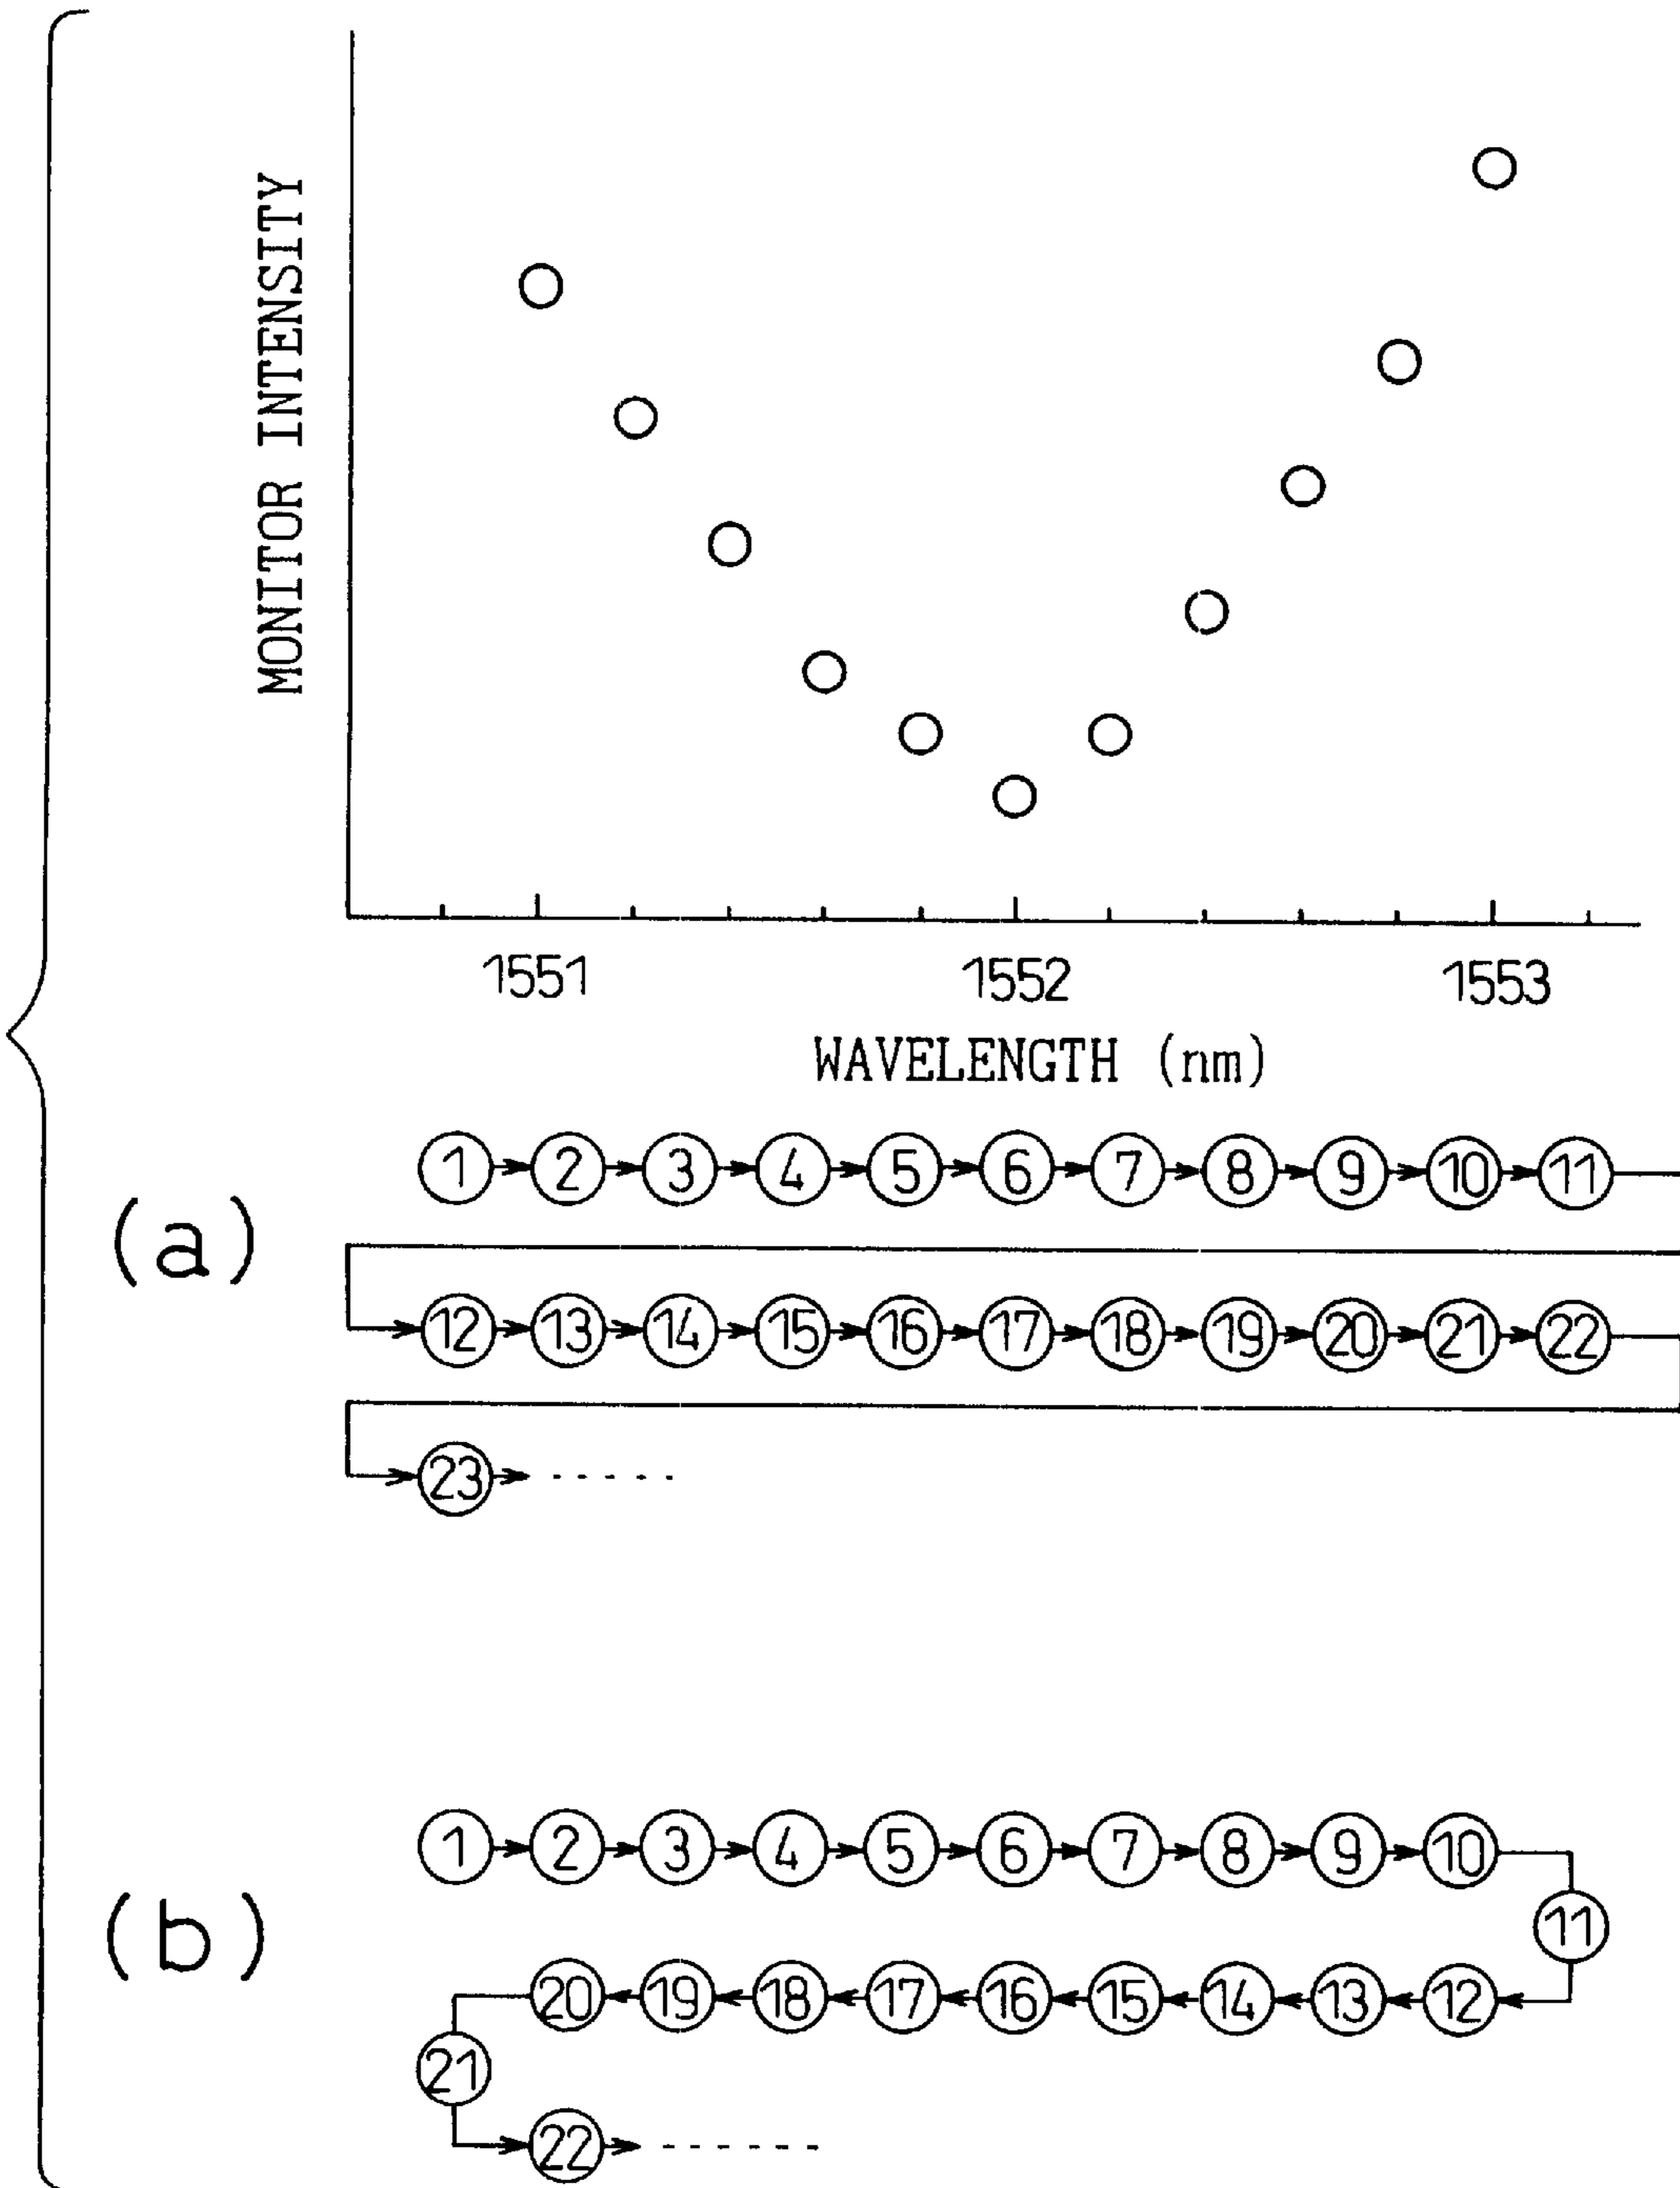 MONITOR INTENSITY
1551 1552 1553
WAVELENGTH (nm)
(a)
1 2 3 4 5 6 7 8 9 10 11
12 13 14 15 16 17 18 19 20 21 22
23
(b)
1 2 3 4 5 6 7 8 9 10
11
20 19 18 17 16 15 14 13 12
21
22